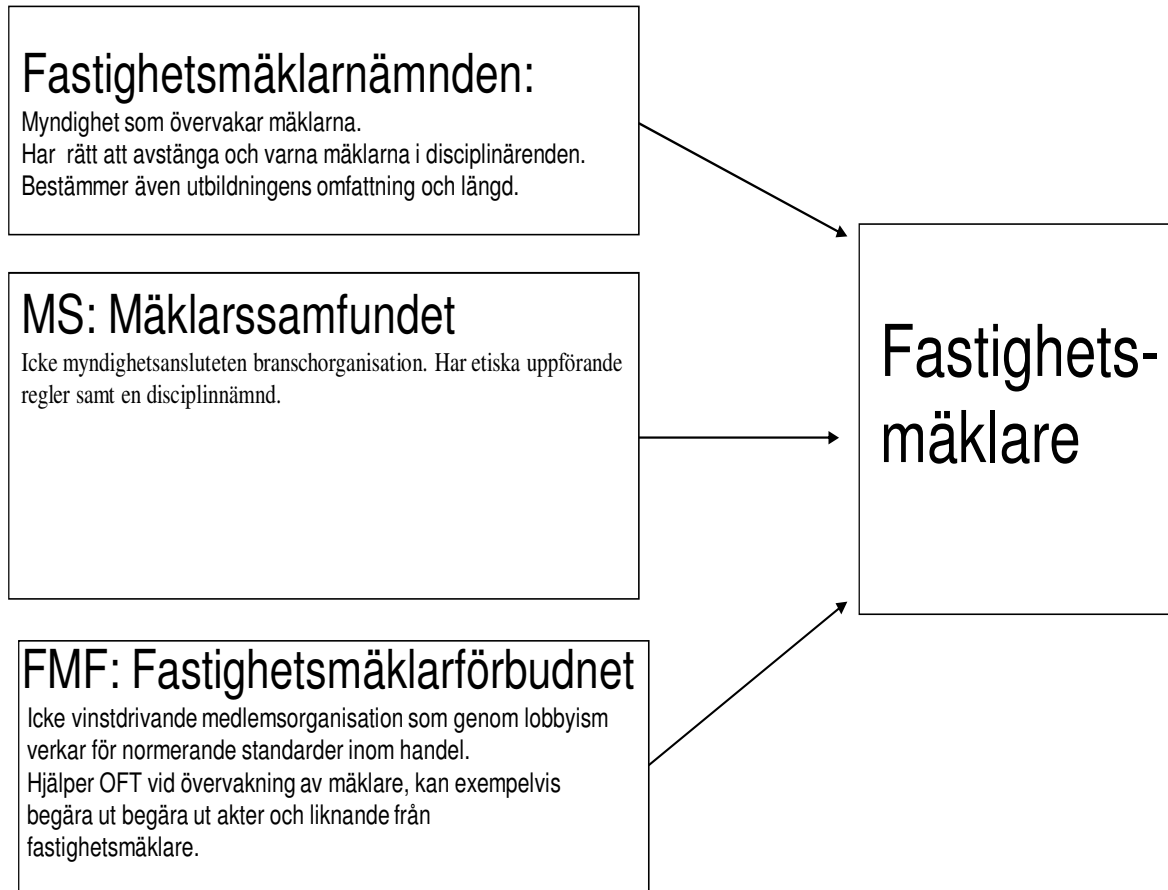 Fastighetsmäklarnämnden:
Myndighet som övervakar mäklarna.
Har rätt att avstänga och varna mäklarna i disciplinärenden.
Bestämmer även utbildningens omfattning och längd.
MS: Mäklarssamfundet
Icke myndighetsansluteten branschorganisation. Har etiska uppförande
regler samt en disciplinnämnd.
FMF: Fastighetsmäklarförbudnet
Icke vinstdrivande medlemsorganisation som genom lobbyism
verkar för normerande standarder inom handel.
Hjälper OFT vid övervakning av mäklare, kan exempelvis
begära ut begära ut akter och liknande från
fastighetsmäklare.
Fastighets-
mäklare